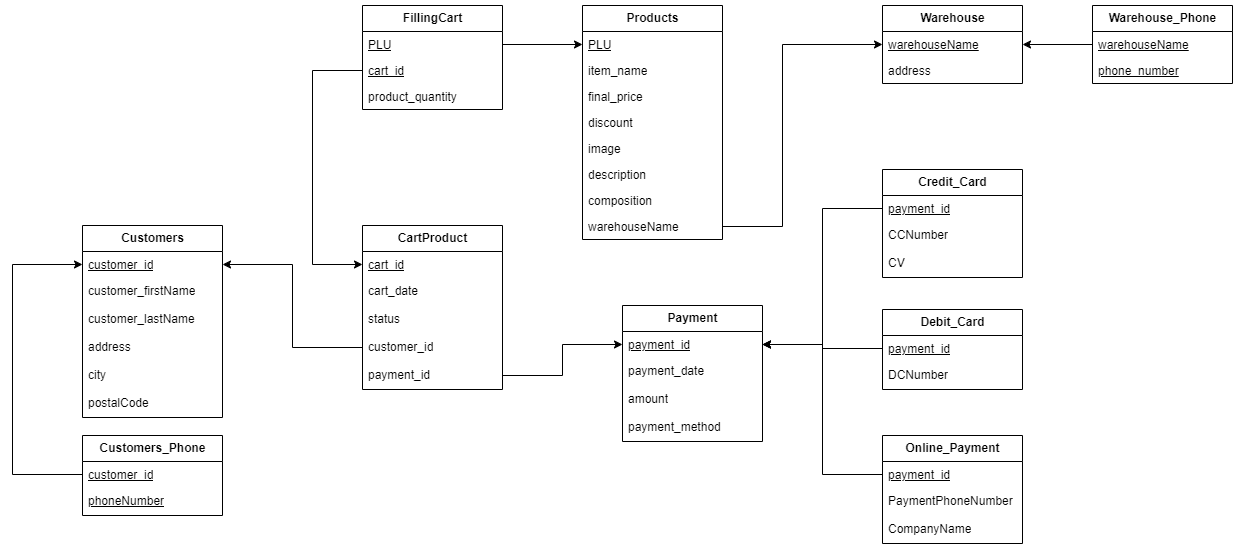 FillingCart
PLU
cart_id
product_quantity
Products
PLU
item_name
final_price
discount
image
description
composition
warehouseName
Warehouse
warehouseName
address
Warehouse_Phone
warehouseName
phone_number
Customers
customer_id
customer_firstName
customer_lastName
address
city
postalCode
Customers_Phone
customer_id
phoneNumber
CartProduct
cart_id
cart_date
status
customer_id
payment_id
Payment
payment_id
payment_date
amount
payment_method
Credit_Card
payment_id
CCNumber
CV
Debit_Card
payment_id
DCNumber
Online_Payment
payment_id
PaymentPhoneNumber
CompanyName